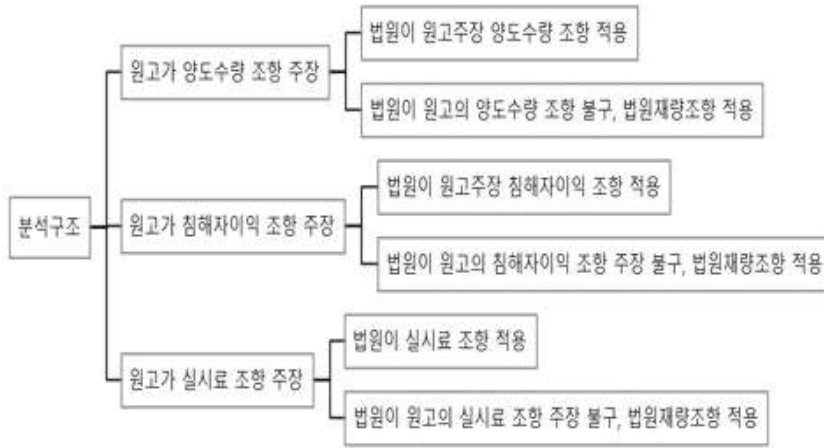 분석구조
원고가 양도수량 조항 주장
법원이 원고주장 양도수량 조항 적용
법원이 원고의 양도수량 조항 불구, 법원재량조항 적용
원고가 침해자이익 조항 주장
법원이 원고주장 침해자이익 조항 적용
법원이 원고의 침해자이익 조항 주장 불구, 법원재량조항 적용
원고가 실시료 조항 주장
법원이 실시료 조항 적용
법원이 원고의 실시료 조항 주장 불구, 법원재량조항 적용